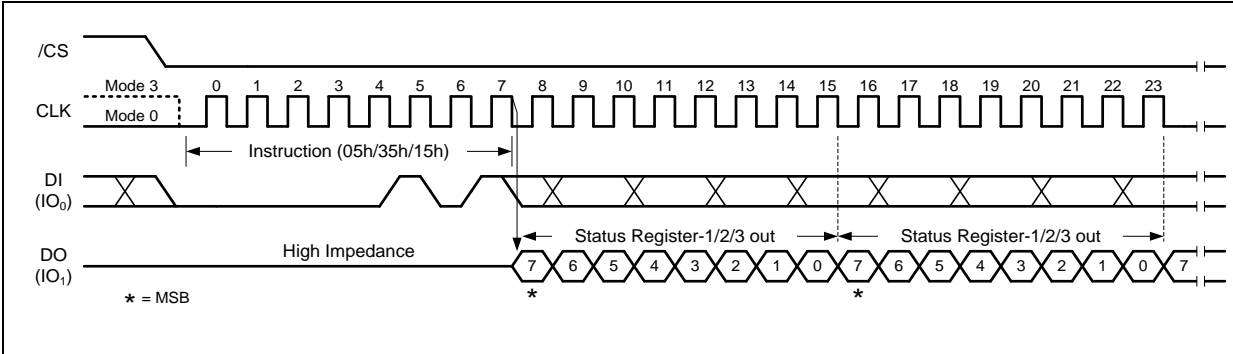 /CS
Mode 3
0 1 2 3 4 5 6 7 8 9 10 11 12 13 14 15 16 17 18 19 20 21 22 23
CLK
Mode 0
Instruction (05h/35h/15h)
DI
(IO₀)
Status Register-1/2/3 out Status Register-1/2/3 out
High Impedance
DO
(IO₁)
7 6 5 4 3 2 1 0 7 6 5 4 3 2 1 0 7
* *
* = MSB